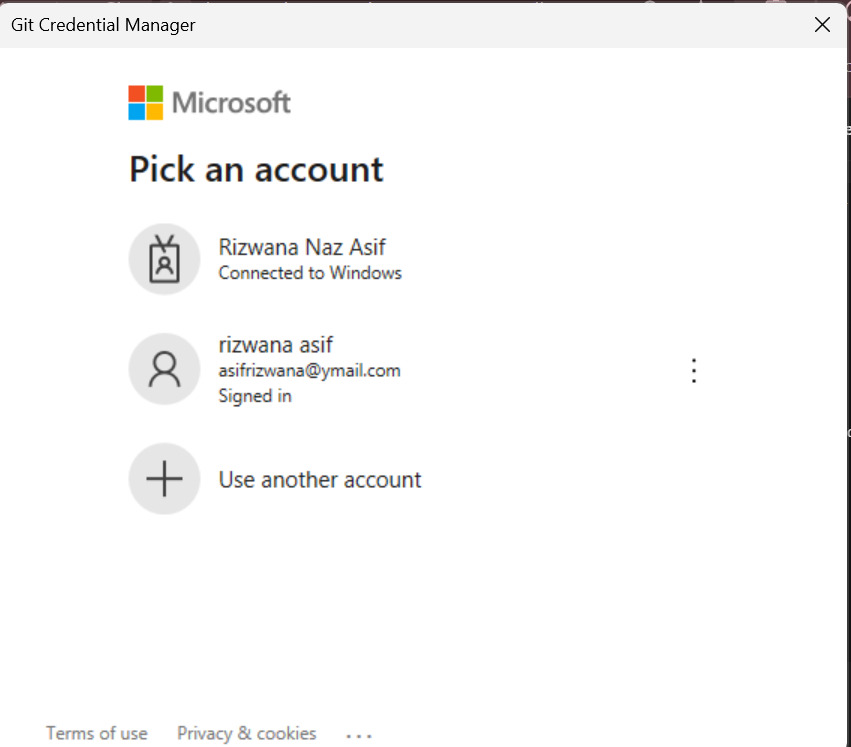 Git Credential Manager
Microsoft
Pick an account
Rizwana Naz Asif
Connected to Windows
rizwana asif
asifrizwana@ymail.com
Signed in
Use another account
Terms of use Privacy & cookies ...